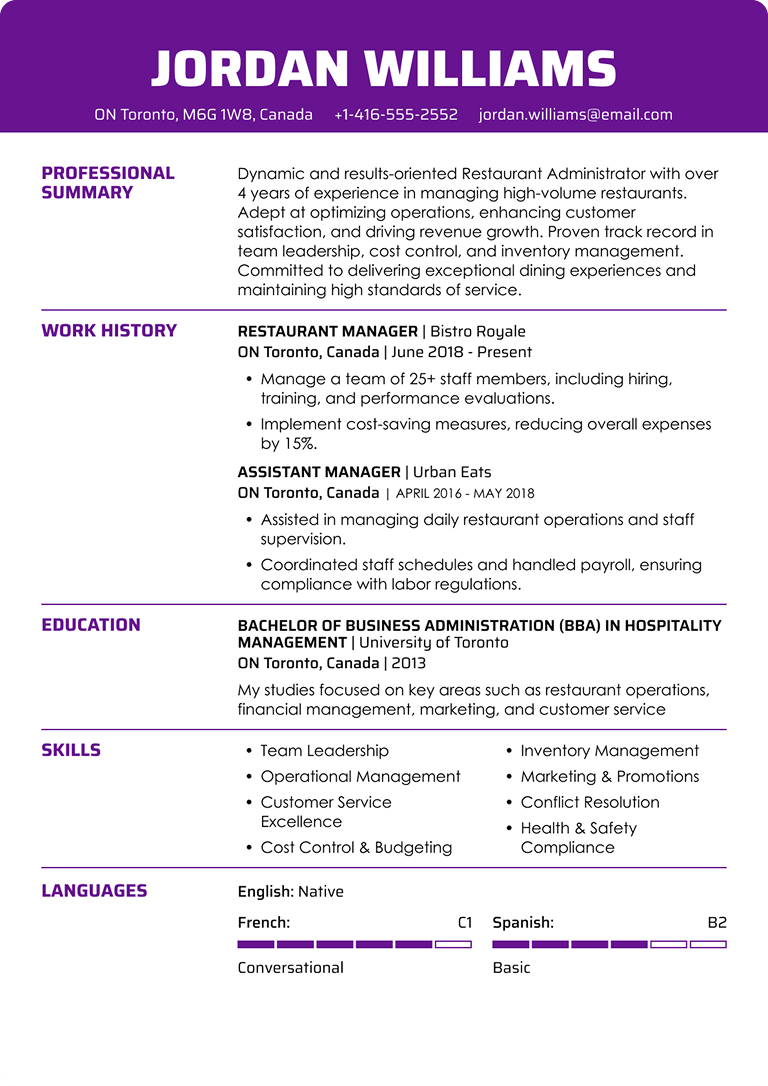 JORDAN WILLIAMS
ON Toronto, M6G 1W8, Canada +1-416-555-2552 jordan.williams@email.com
PROFESSIONAL
SUMMARY
Dynamic and results-oriented Restaurant Administrator with over
4 years of experience in managing high-volume restaurants.
Adept at optimizing operations, enhancing customer
satisfaction, and driving revenue growth. Proven track record in
team leadership, cost control, and inventory management.
Committed to delivering exceptional dining experiences and
maintaining high standards of service.
WORK HISTORY
RESTAURANT MANAGER | Bistro Royale
ON Toronto, Canada | June 2018 - Present
• Manage a team of 25+ staff members, including hiring,
training, and performance evaluations.
• Implement cost-saving measures, reducing overall expenses
by 15%.
ASSISTANT MANAGER | Urban Eats
ON Toronto, Canada | APRIL 2016 - MAY 2018
• Assisted in managing daily restaurant operations and staff
supervision.
• Coordinated staff schedules and handled payroll, ensuring
compliance with labor regulations.
EDUCATION
BACHELOR OF BUSINESS ADMINISTRATION (BBA) IN HOSPITALITY
MANAGEMENT | University of Toronto
ON Toronto, Canada | 2013
My studies focused on key areas such as restaurant operations,
financial management, marketing, and customer service
SKILLS
• Team Leadership
• Operational Management
• Customer Service
Excellence
• Cost Control & Budgeting
• Inventory Management
• Marketing & Promotions
• Conflict Resolution
• Health & Safety
Compliance
LANGUAGES
English: Native
French: C1
Conversational
Spanish: B2
Basic